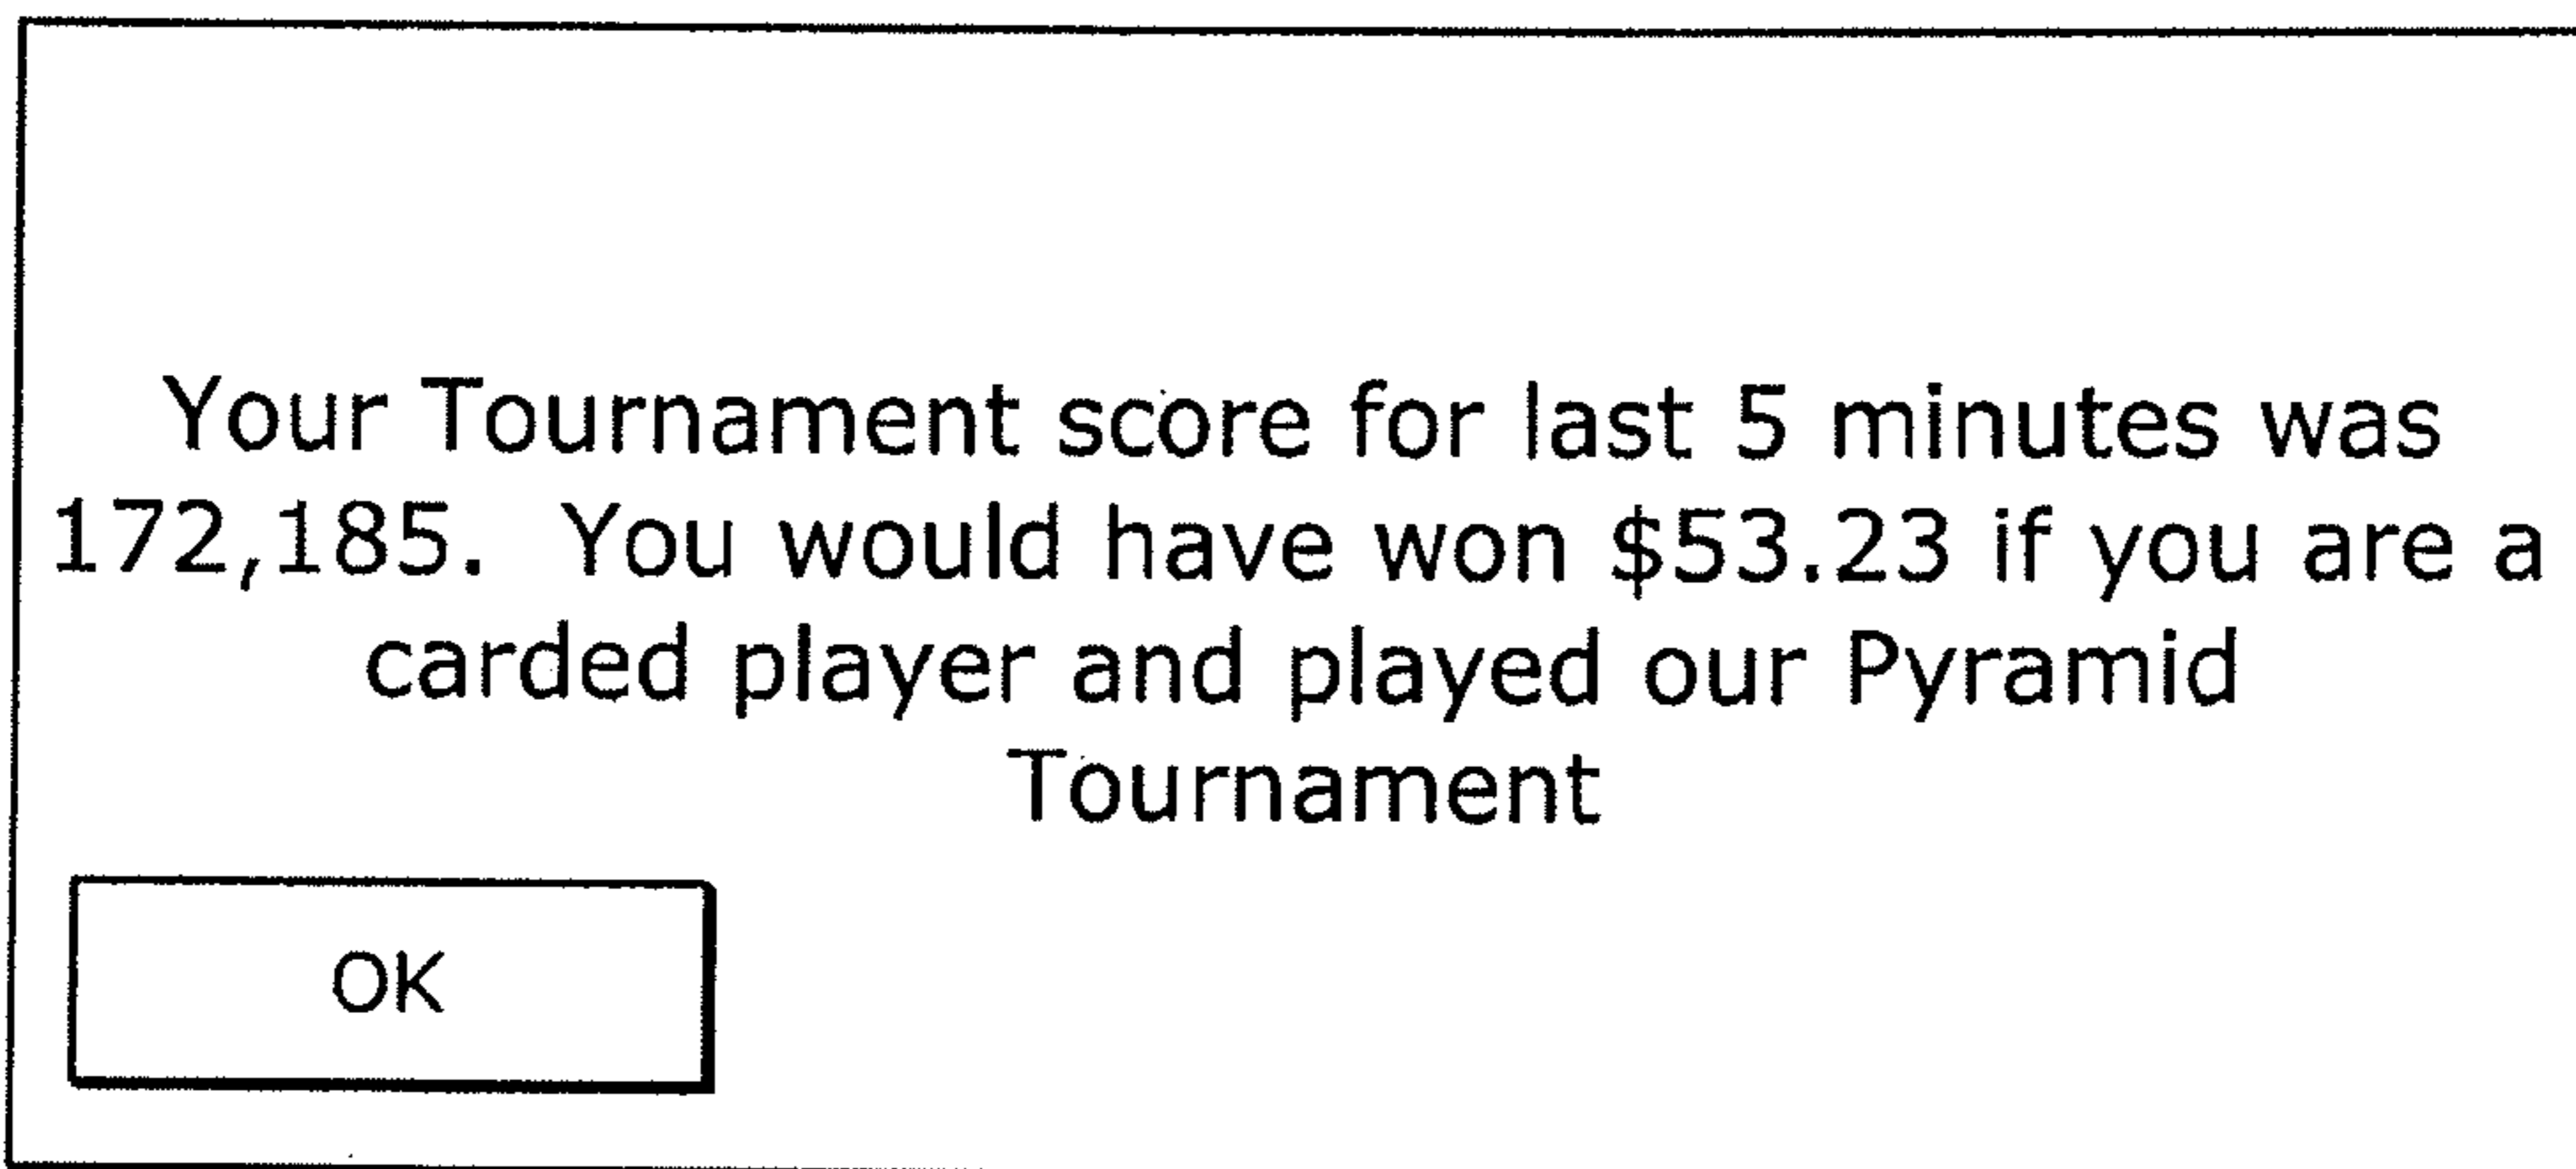 Your Tournament score for last 5 minutes was
172,185.  You would have won $53.23 if you are a
carded player and played our Pyramid
Tournament
OK